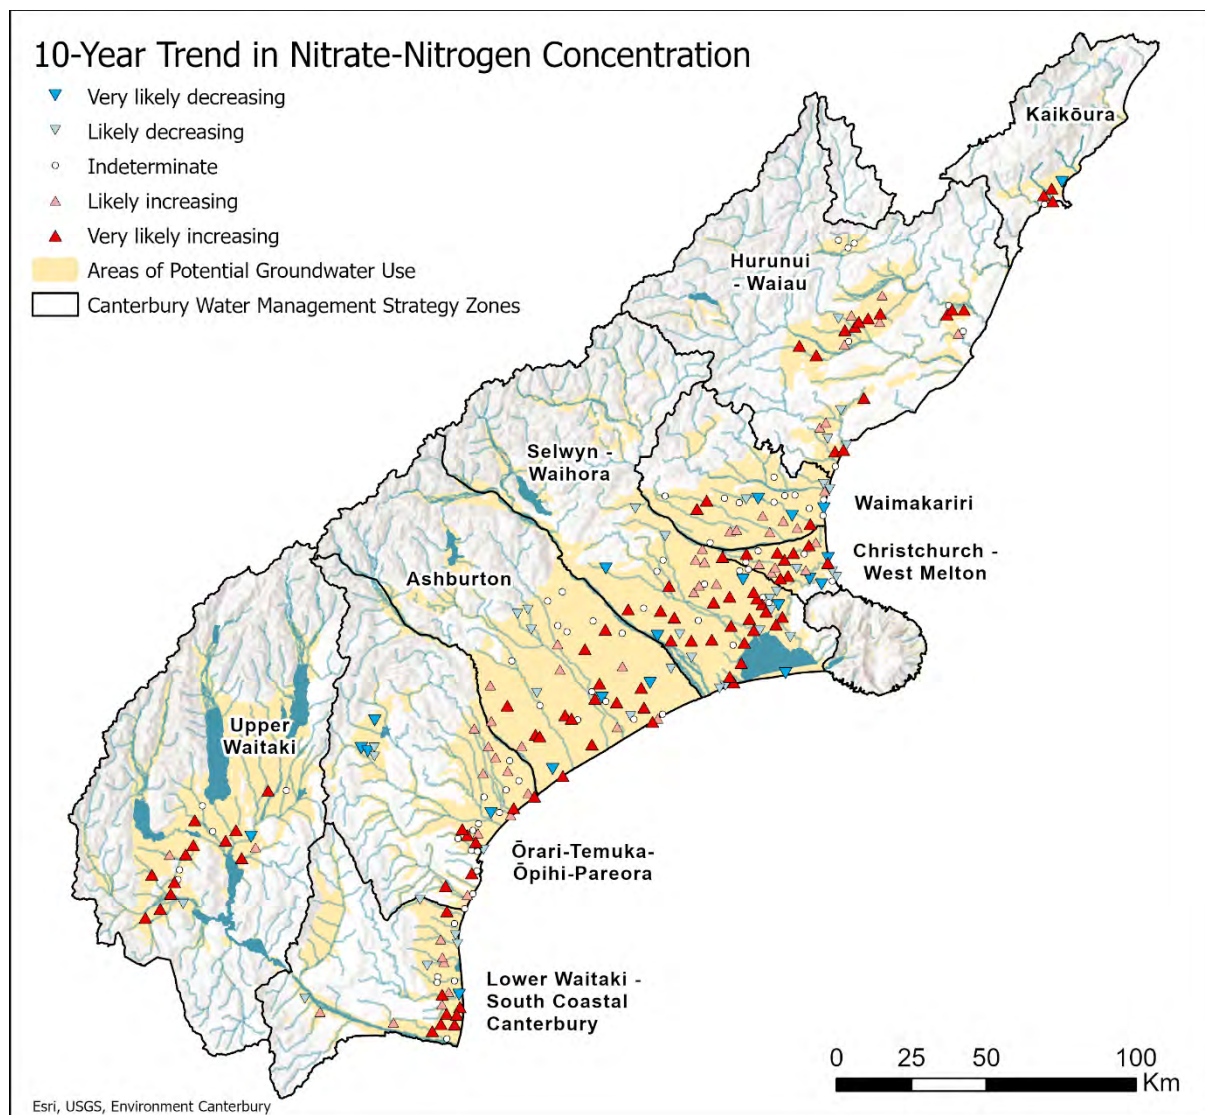 10-Year Trend in Nitrate-Nitrogen Concentration
Very likely decreasing
Likely decreasing
Indeterminate
Likely increasing
Very likely increasing
Areas of Potential Groundwater Use
Canterbury Water Management Strategy Zones
Kaikōura
Hurunui
- Waiau
Selwyn -
Waihora
Waimakariri
Christchurch -
West Melton
Ashburton
Upper
Waitaki
Ōrari-Temuka-
Ōpihi-Pareora
Lower Waitaki -
South Coastal
Canterbury
0 25 50 100
Km
Esri, USGS, Environment Canterbury